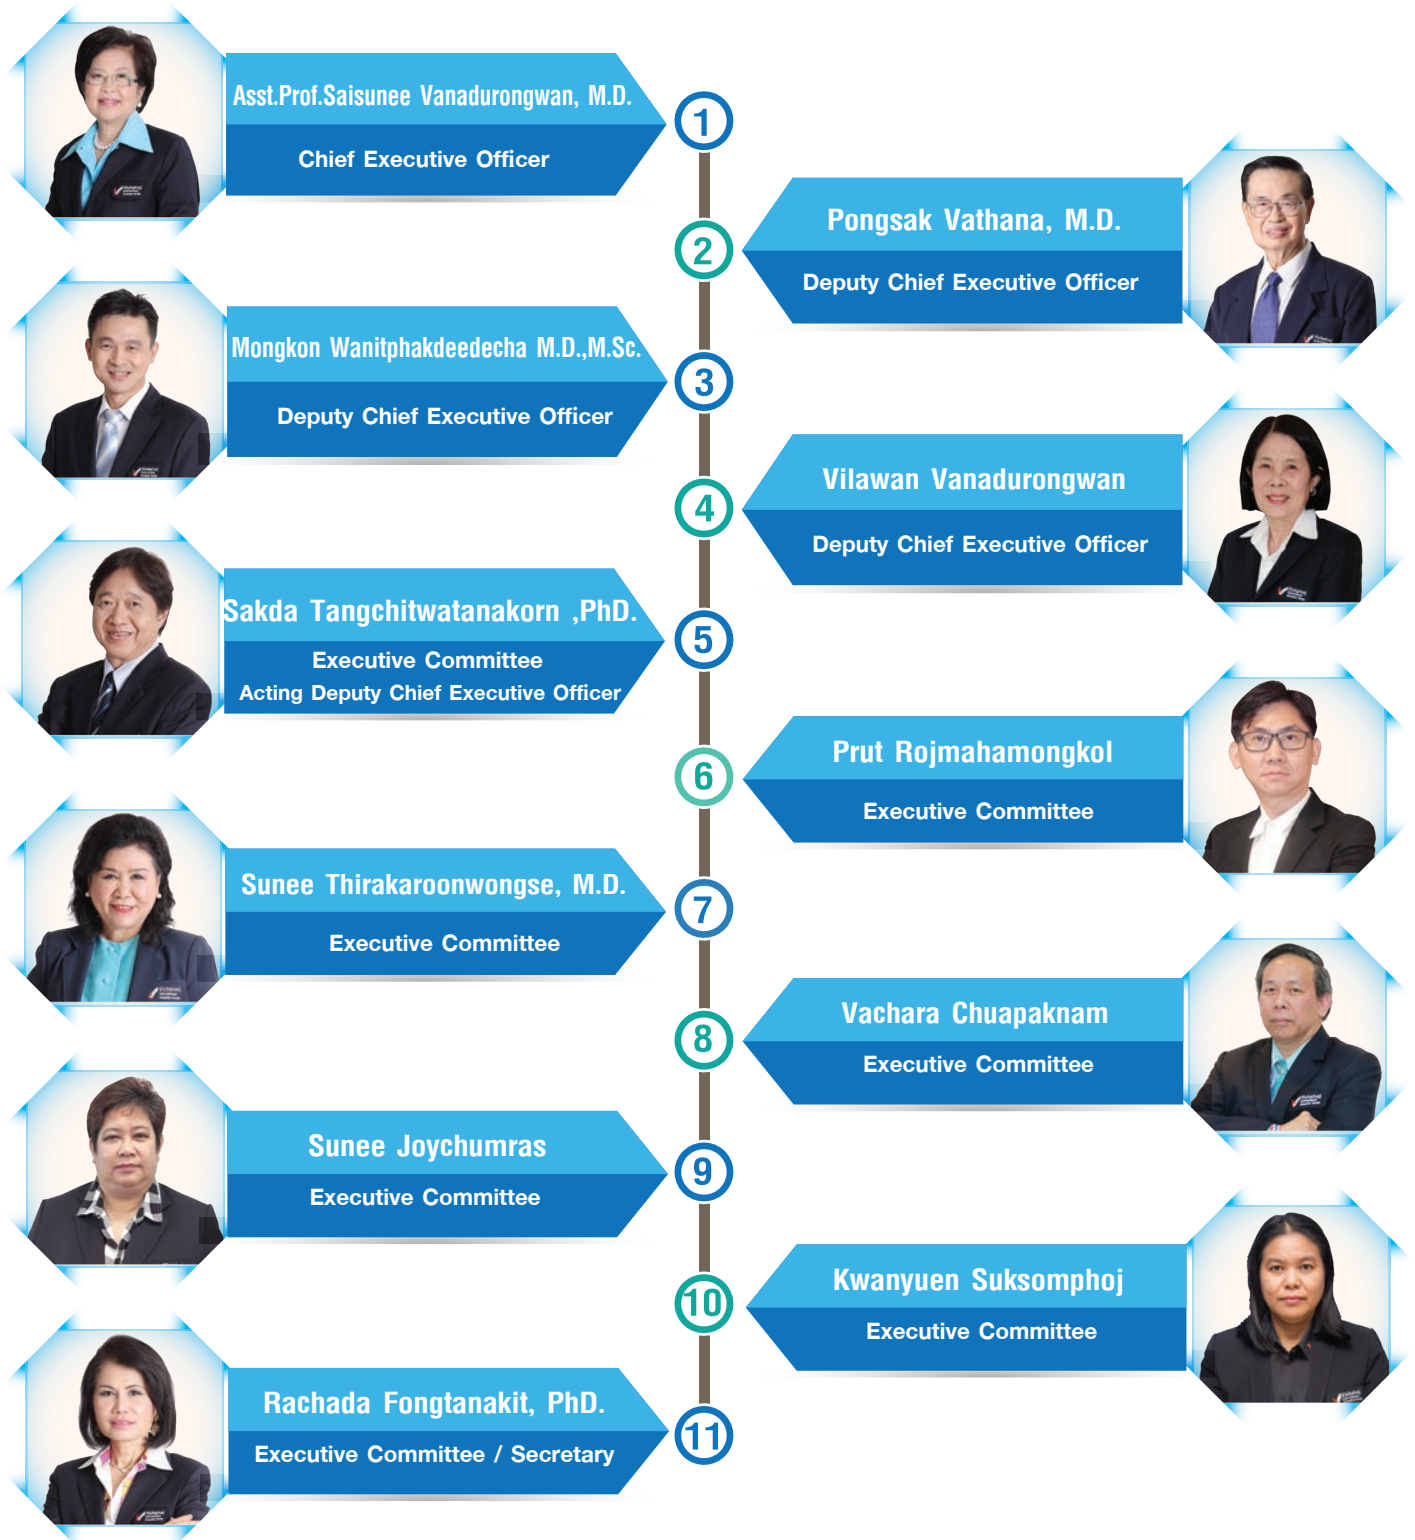 Asst.Prof.Saisunee Vanadurongwan, M.D.
Chief Executive Officer
1
Pongsak Vathana, M.D.
Deputy Chief Executive Officer
2
Mongkon Wanitphakdeedecha M.D.,M.Sc.
Deputy Chief Executive Officer
3
Vilawan Vanadurongwan
Deputy Chief Executive Officer
4
Sakda Tangchitwatanakorn ,PhD.
Executive Committee
Acting Deputy Chief Executive Officer
5
Prut Rojmahamongkol
Executive Committee
6
Sunee Thirakaroonwongse, M.D.
Executive Committee
7
Vachara Chuapaknam
Executive Committee
8
Sunee Joychumras
Executive Committee
9
Kwanyuen Suksomphoj
Executive Committee
10
Rachada Fongtanakit, PhD.
Executive Committee / Secretary
11